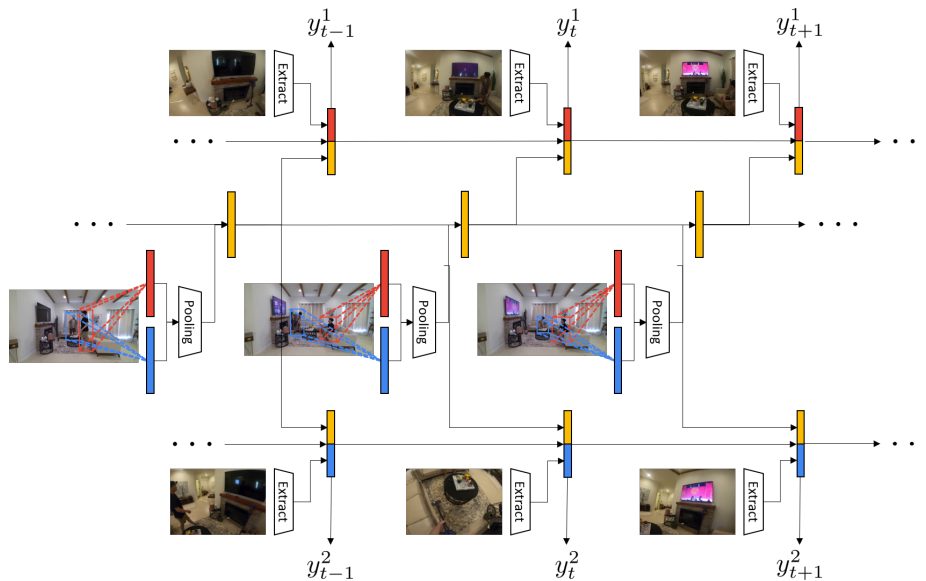 y^1_{t-1} y^1_t y^1_{t+1}
Extract Extract Extract
. . . . .
. . . . . .
Pooling Pooling Pooling
. . . . .
Extract Extract Extract
y^2_{t-1} y^2_t y^2_{t+1}